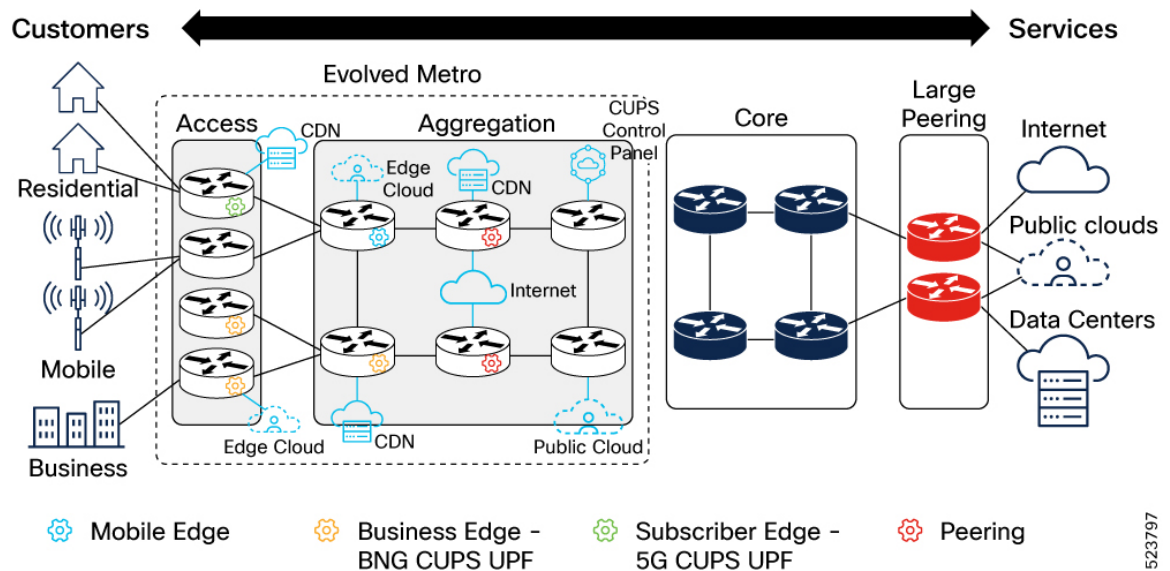 Customers
Services
Evolved Metro
CUPS
Control
Panel
Access
CDN
Aggregation
Core
Large
Peering
Internet
Edge
Cloud
CDN
Residential
Public clouds
Internet
Data Centers
Mobile
Edge Cloud
CDN
Public Cloud
Business
Mobile Edge
Business Edge -
BNG CUPS UPF
Subscriber Edge -
5G CUPS UPF
Peering
523797